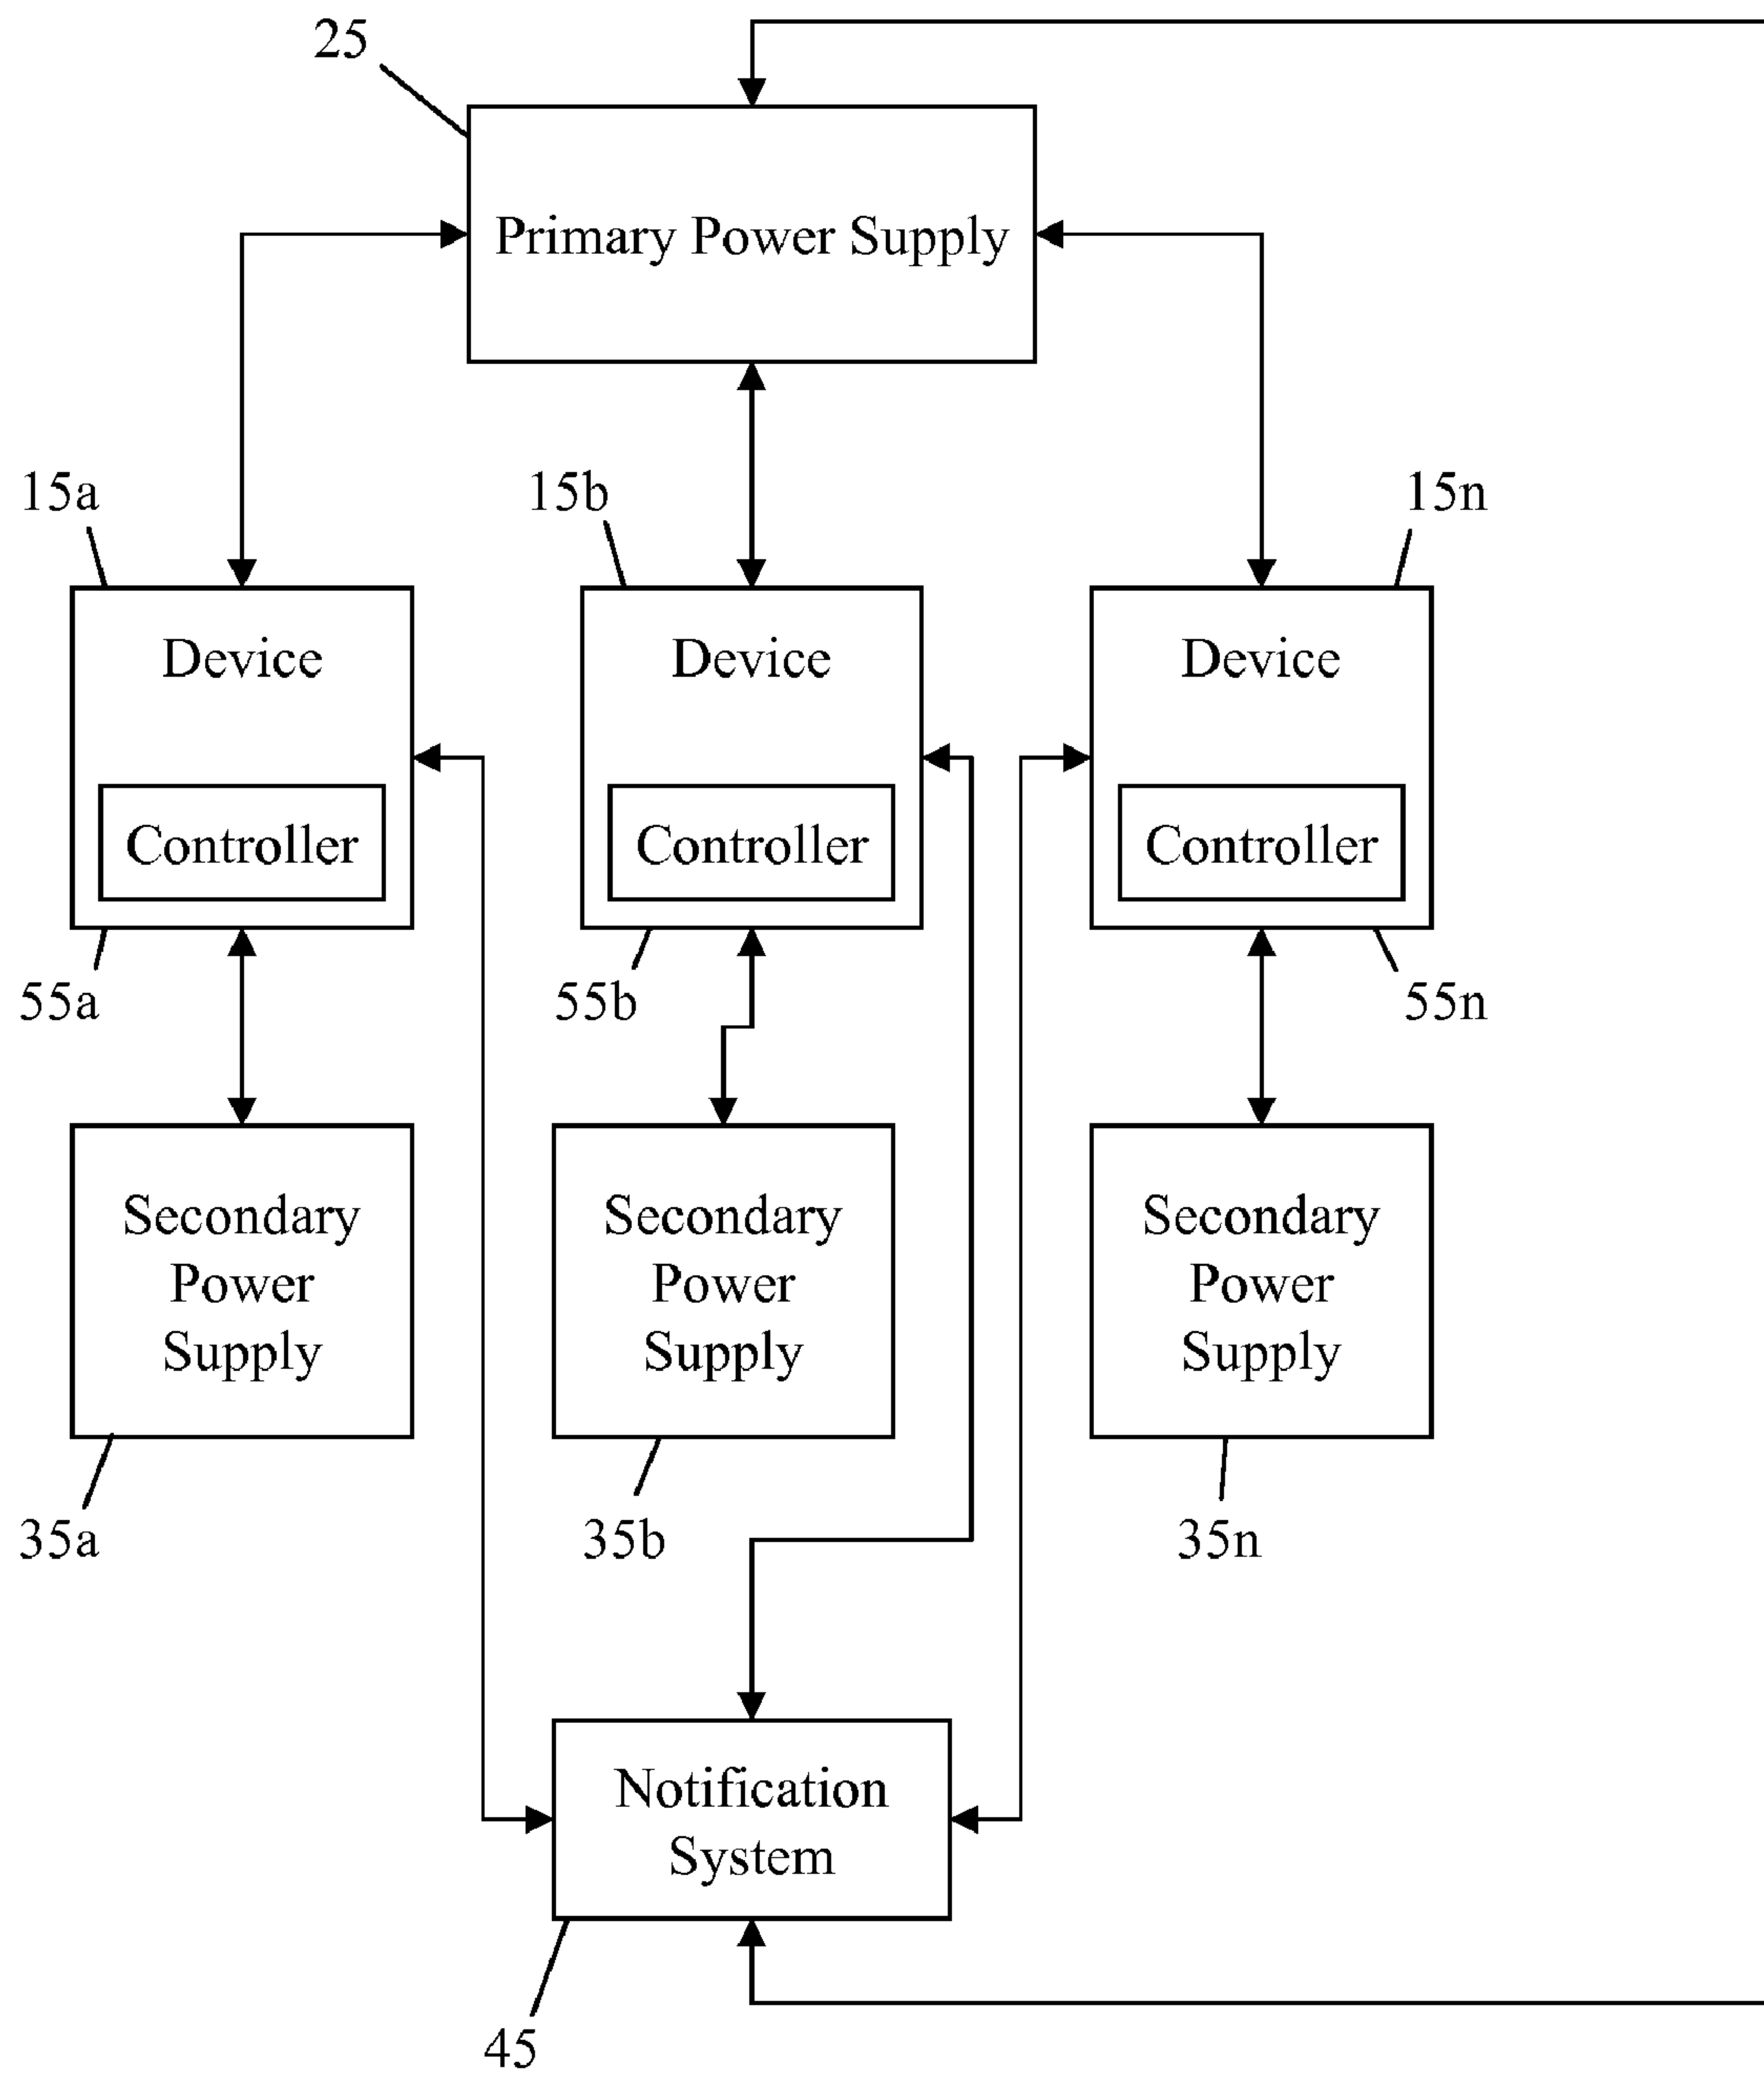 25
Primary Power Supply
15a
15b
15n
Device
Device
Device
Controller
Controller
Controller
55a
55b
55n
Secondary
Power
Supply
Secondary
Power
Supply
Secondary
Power
Supply
35a
35b
35n
Notification
System
45